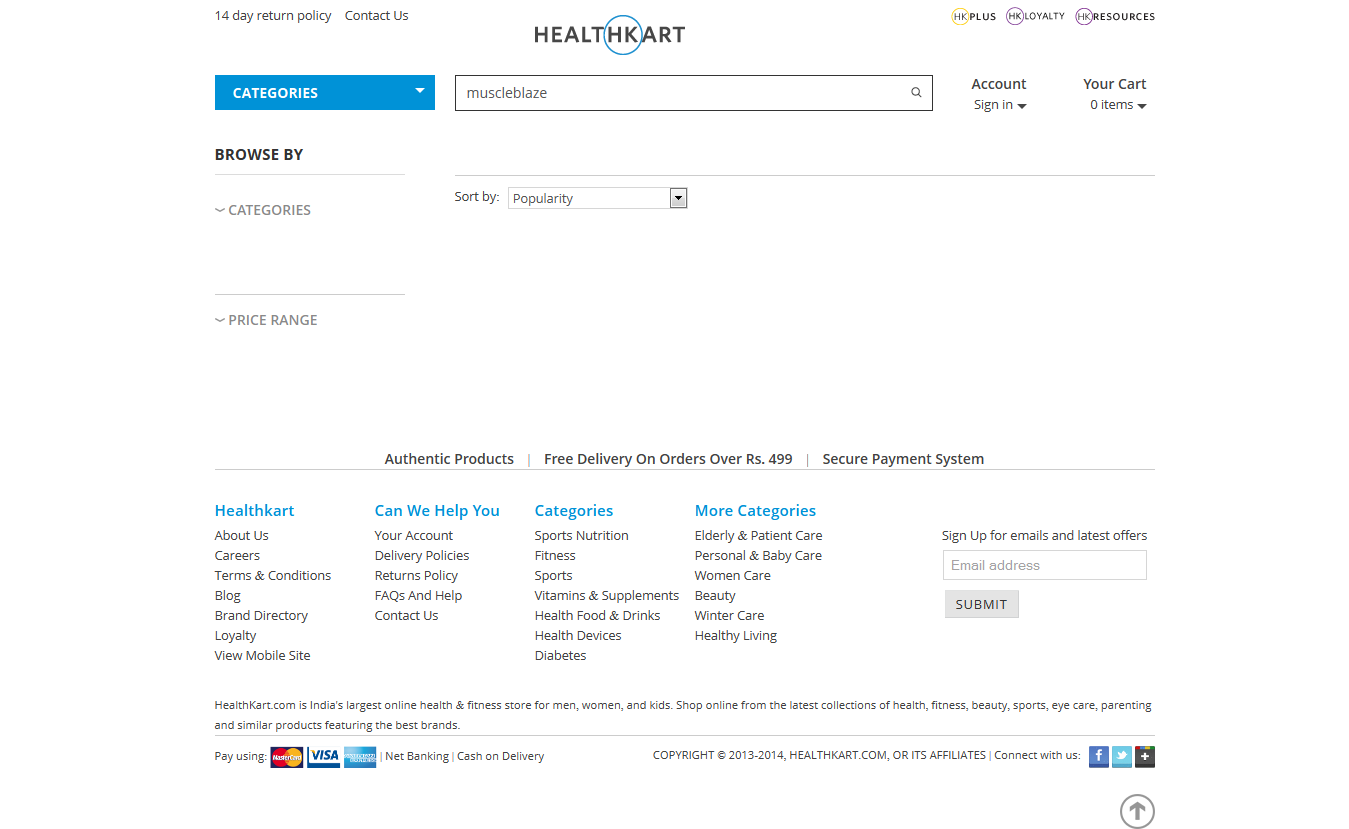 14 day return policy Contact Us
HEALTHKART
HK PLUS HK LOYALTY HK RESOURCES
CATEGORIES
muscleblaze
Account
Sign in
Your Cart
0 items
BROWSE BY
CATEGORIES
PRICE RANGE
Sort by: Popularity
Authentic Products | Free Delivery On Orders Over Rs. 499 | Secure Payment System
Healthkart
About Us
Careers
Terms & Conditions
Blog
Brand Directory
Loyalty
View Mobile Site
Can We Help You
Your Account
Delivery Policies
Returns Policy
FAQs And Help
Contact Us
Categories
Sports Nutrition
Fitness
Sports
Vitamins & Supplements
Health Food & Drinks
Health Devices
Diabetes
More Categories
Elderly & Patient Care
Personal & Baby Care
Women Care
Beauty
Winter Care
Healthy Living
Sign Up for emails and latest offers
Email address
SUBMIT
HealthKart.com is India's largest online health & fitness store for men, women, and kids. Shop online from the latest collections of health, fitness, beauty, sports, eye care, parenting
and similar products featuring the best brands.
Pay using: MasterCard VISA | Net Banking | Cash on Delivery
COPYRIGHT © 2013-2014, HEALTHKART.COM, OR ITS AFFILIATES | Connect with us: f +